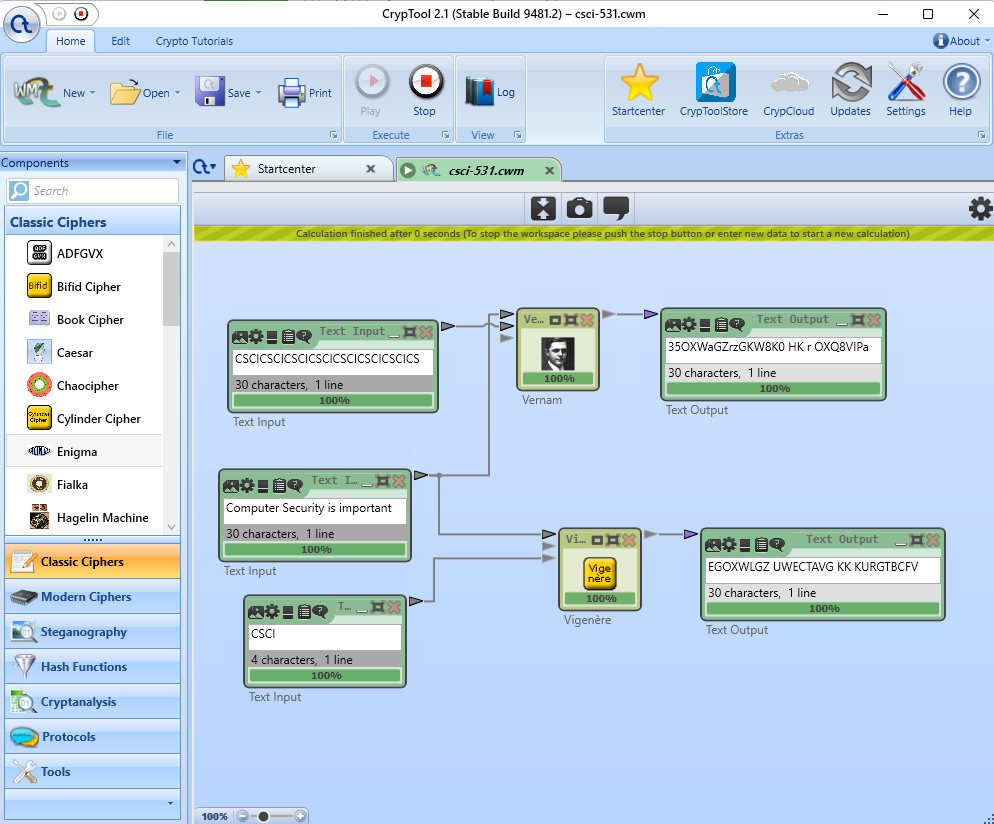 CrypTool 2.1 (Stable Build 9481.2) – csci-531.cwm
Home Edit Crypto Tutorials About
New Open Save Print Play Stop Log Startcenter CrypToolStore CrypCloud Updates Settings Help
File Execute View Extras
Components
Search
Classic Ciphers
ADFGVX
Bifid Cipher
Book Cipher
Caesar
Chaocipher
Cylinder Cipher
Enigma
Fialka
Hagelin Machine
Classic Ciphers
Modern Ciphers
Steganography
Hash Functions
Cryptanalysis
Protocols
Tools
Startcenter csci-531.cwm
Calculation finished after 0 seconds (To stop the workspace please push the stop button or enter new data to start a new calculation)
Text Input
CSCICSCICSCICSCICSCICSCICSCICS
30 characters, 1 line
100%
Text Input
Ve...
100%
Vernam
Text Output
35OXWaGZrzGKW8K0 HK r OXQ8VIPa
30 characters, 1 line
100%
Text Output
Text I...
Computer Security is important
30 characters, 1 line
100%
Text Input
T...
CSCI
4 characters, 1 line
100%
Text Input
Vi...
Vige
nère
100%
Vigenère
Text Output
EGOXWLGZ UWECTAVG KK KURGTBCFV
30 characters, 1 line
100%
Text Output
100%